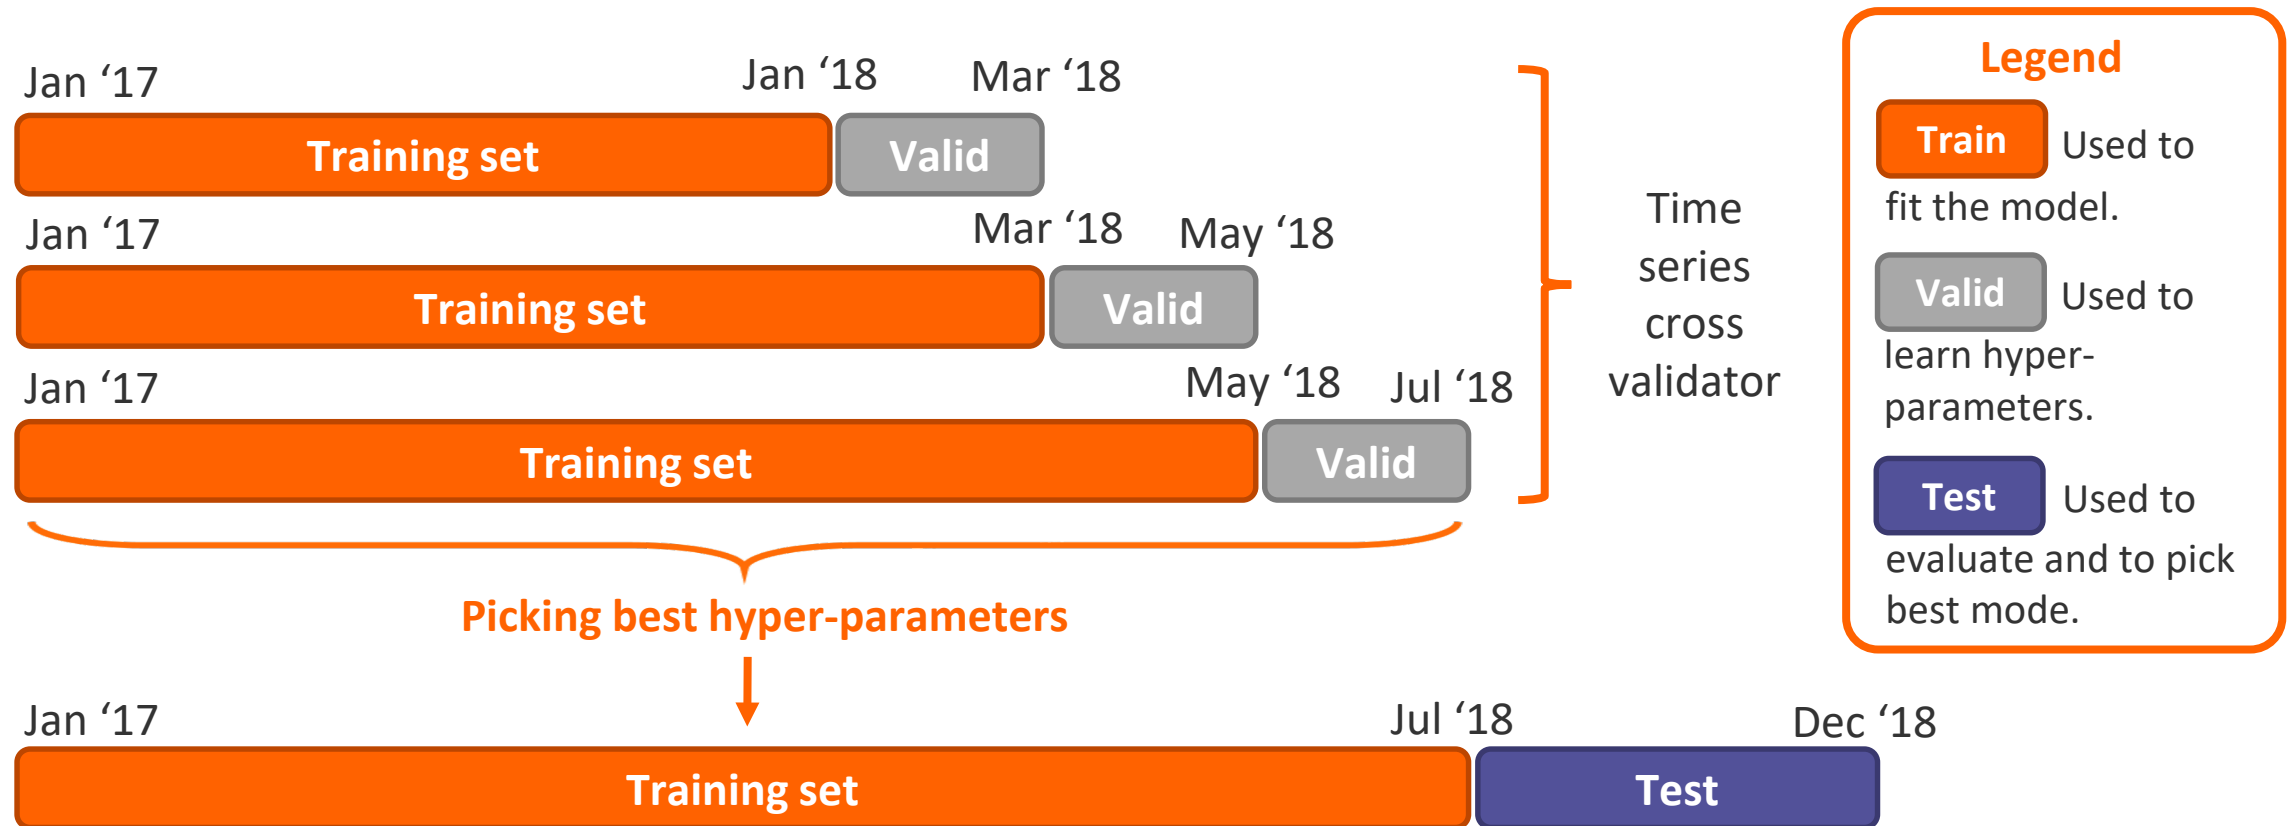 Jan ‘17 Jan ‘18 Mar ‘18
Training set Valid
Jan ‘17 Mar ‘18 May ‘18
Training set Valid
Jan ‘17 May ‘18 Jul ‘18
Training set Valid
Time
series
cross
validator
Picking best hyper-parameters
Jan ‘17 Jul ‘18 Dec ‘18
Training set Test
Legend
Train Used to
fit the model.
Valid Used to
learn hyper-
parameters.
Test Used to
evaluate and to pick
best mode.